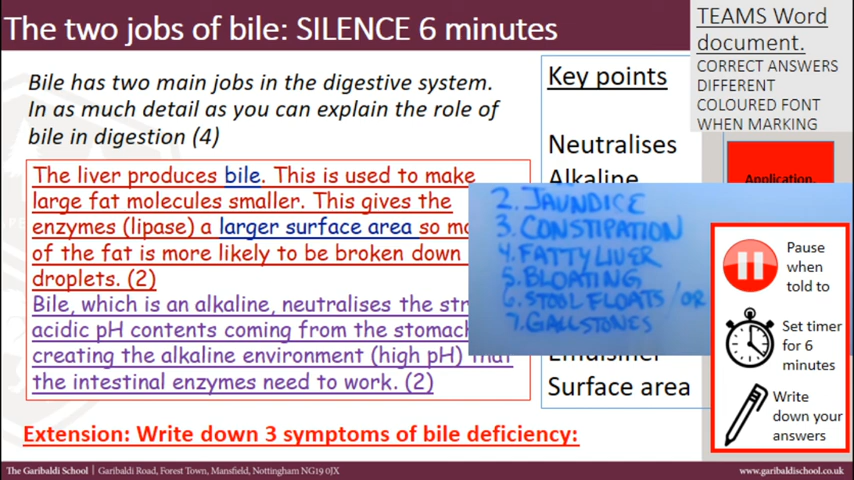 The two jobs of bile: SILENCE 6 minutes
TEAMS Word
document.
CORRECT ANSWERS
DIFFERENT
COLOURED FONT
WHEN MARKING
Bile has two main jobs in the digestive system.
In as much detail as you can explain the role of
bile in digestion (4)
The liver produces bile. This is used to make
large fat molecules smaller. This gives the
enzymes (lipase) a larger surface area so
of the fat is more likely to be broken down
droplets. (2)
Bile, which is an alkaline, neutralises the
acidic pH contents coming from the stomach
creating the alkaline environment (high pH) that
the intestinal enzymes need to work. (2)
Extension: Write down 3 symptoms of bile deficiency:
Key points
Neutralises
Alkaline
2. JAUNDICE
3. CONSTIPATION
4. FATTY LIVER
5. BLOATING
6. STOOL FLOATS / OR
7. GALLSTONES
Surface area
Application.
Pause
when
told to
Set timer
for 6
minutes
Write
down your
answers
The Garibaldi School | Garibaldi Road, Forest Town, Mansfield, Nottingham NG19 0JX
www.garibaldischool.co.uk